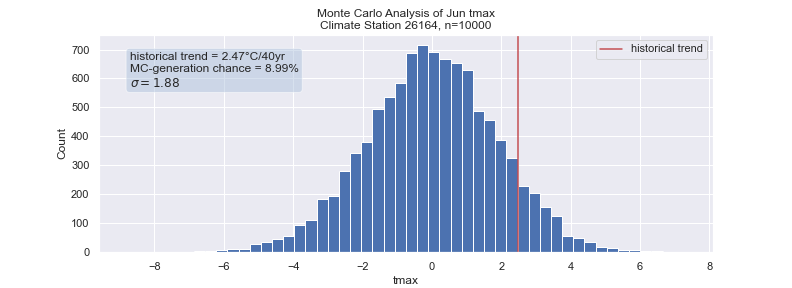 Monte Carlo Analysis of Jun tmax
Climate Station 26164, n=10000
historical trend = 2.47°C/40yr
MC-generation chance = 8.99%
σ = 1.88
historical trend
700
600
500
400
300
200
100
0
Count
−8
−6
−4
−2
0
2
4
6
8
tmax